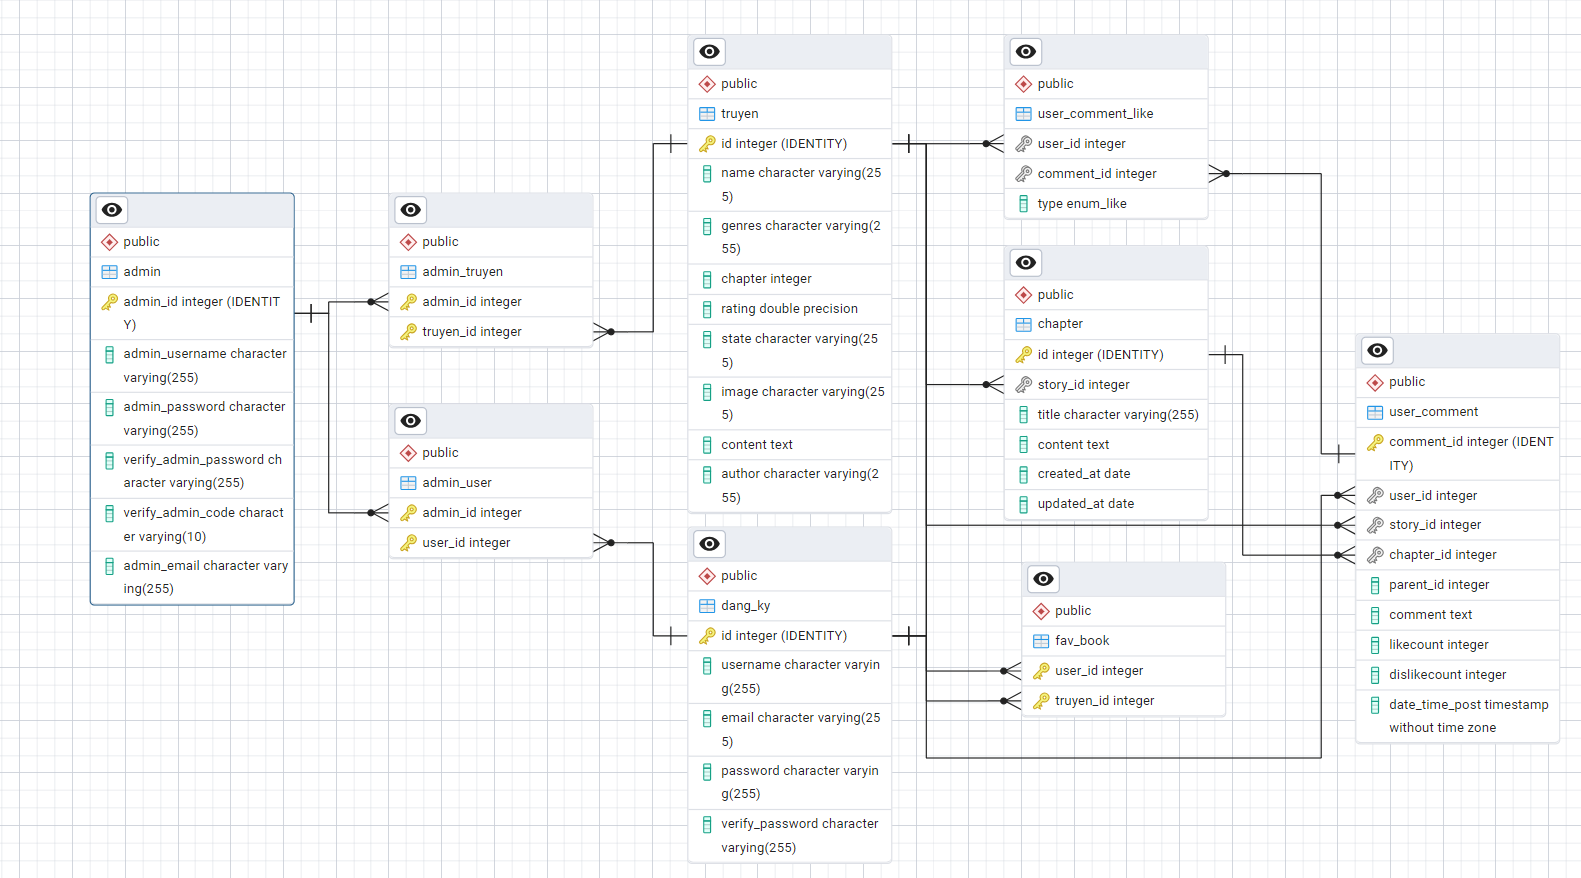 public
admin
admin_id integer (IDENTIT
Y)
admin_username character
varying(255)
admin_password character
varying(255)
verify_admin_password ch
aracter varying(255)
verify_admin_code charact
er varying(10)
admin_email character vary
ing(255)
public
admin_truyen
admin_id integer
truyen_id integer
public
admin_user
admin_id integer
user_id integer
public
truyen
id integer (IDENTITY)
name character varying(25
5)
genres character varying(2
55)
chapter integer
rating double precision
state character varying(25
5)
image character varying(25
5)
content text
author character varying(2
55)
public
dang_ky
id integer (IDENTITY)
username character varyin
g(255)
email character varying(25
5)
password character varyin
g(255)
verify_password character
varying(255)
public
user_comment_like
user_id integer
comment_id integer
type enum_like
public
chapter
id integer (IDENTITY)
story_id integer
title character varying(255)
content text
created_at date
updated_at date
public
fav_book
user_id integer
truyen_id integer
public
user_comment
comment_id integer (IDENT
ITY)
user_id integer
story_id integer
chapter_id integer
parent_id integer
comment text
likecount integer
dislikecount integer
date_time_post timestamp
without time zone